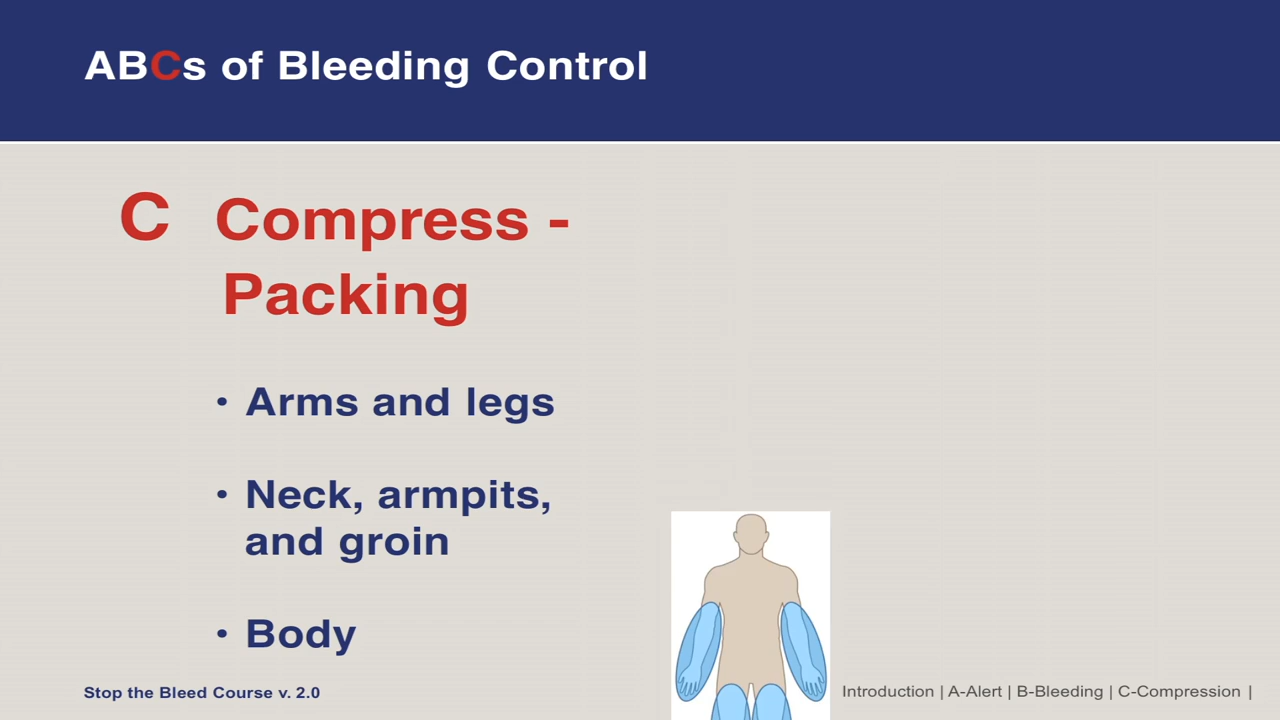 ABCs of Bleeding Control
C Compress -
Packing
• Arms and legs
• Neck, armpits,
and groin
• Body
Stop the Bleed Course v. 2.0
Introduction | A-Alert | B-Bleeding | C-Compression |